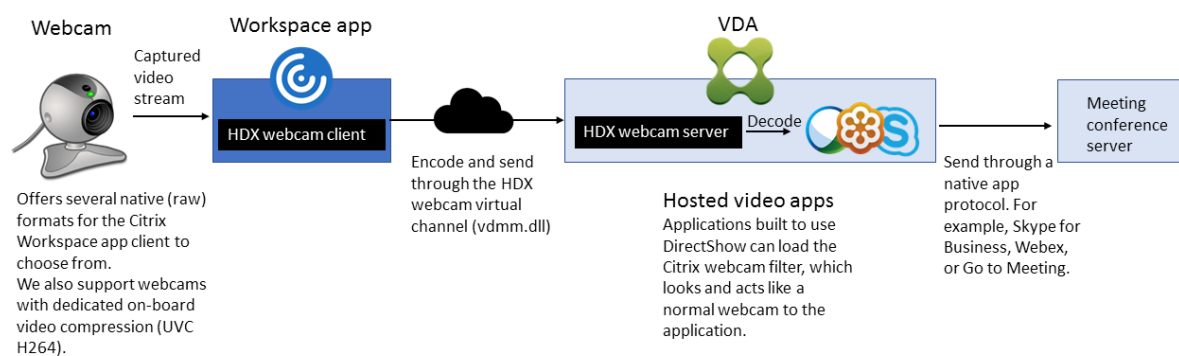 Webcam
Captured
video
stream
Offers several native (raw)
formats for the Citrix
Workspace app client to
choose from.
We also support webcams
with dedicated on-board
video compression (UVC
H264).
Workspace app
HDX webcam client
Encode and send
through the HDX
webcam virtual
channel (vdmm.dll)
VDA
HDX webcam server
Decode
S
Hosted video apps
Applications built to use
DirectShow can load the
Citrix webcam filter, which
looks and acts like a
normal webcam to the
application.
Send through a
native app
protocol. For
example, Skype for
Business, Webex,
or Go to Meeting.
Meeting
conference
server